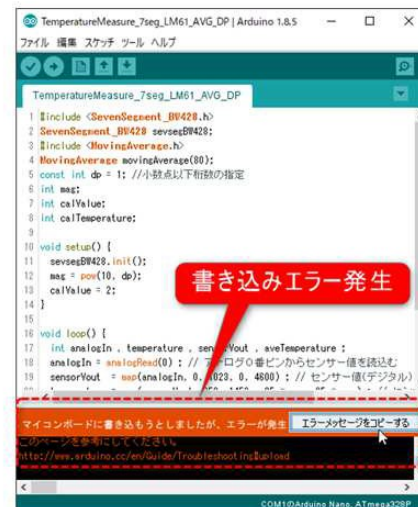 TemperatureMeasure_7seg_LM61_AVG_DP | Arduino 1.8.5
ファイル 編集 スケッチ ツール ヘルプ
TemperatureMeasure_7seg_LM61_AVG_DP
1 #include <SevenSegment_BW428.h>
2 SevenSegment_BW428 sevsegBW428;
3 #include <MovingAverage.h>
4 MovingAverage movingAverage(80);
5 const int dp = 1; //小数点以下桁数の指定
6 int mag;
7 int calValue;
8 int calTemperature;
9
10 void setup() {
11 sevsegBW428.init();
12 mag = pow(10, dp);
13 calValue = 2;
14 }
15
16 void loop() {
17 int analogIn , temperature , sensorVout , aveTemperature ;
18 analogIn = analogRead(0) ; // アナログ0番ピンからセンサー値を読込む
19 sensorVout = map(analogIn, 0, 1023, 0, 4600) ; // センサー値(デジタル)
書き込みエラー発生
マイコンボードに書き込もうとしましたが、エラーが発生
エラーメッセージをコピーする
このページを参考にしてください。
http://www.arduino.cc/en/Guide/Troubleshooting#upload
COM10のArduino Nano, ATmega328P